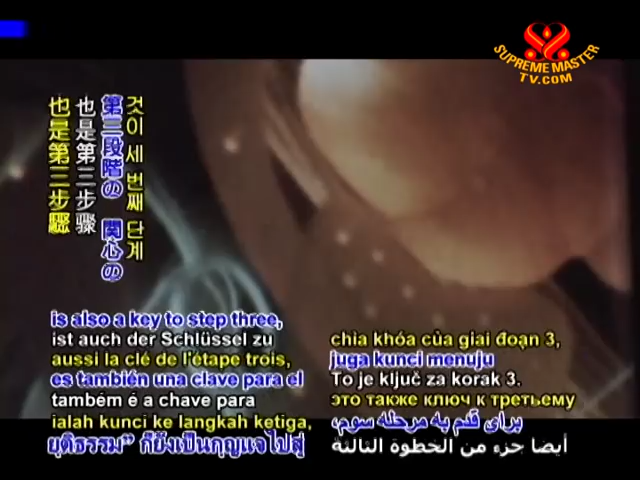 SUPREME MASTER
TV.COM
也是第三步驟
也是第三步骤
第三段階の 関心の
것이 세 번째 단계
is also a key to step three,
ist auch der Schlüssel zu
aussi la clé de l'étape trois,
es también una clave para el
também é a chave para
ialah kunci ke langkah ketiga,
ยุติธรรม” ก็ยังเป็นกุญแจไปสู่
chìa khóa của giai đoạn 3,
juga kunci menuju
To je ključ za korak 3.
это также ключ к третьему
برای قدم به مرحله سوم،
أيضا جزء من الخطوة الثالثة